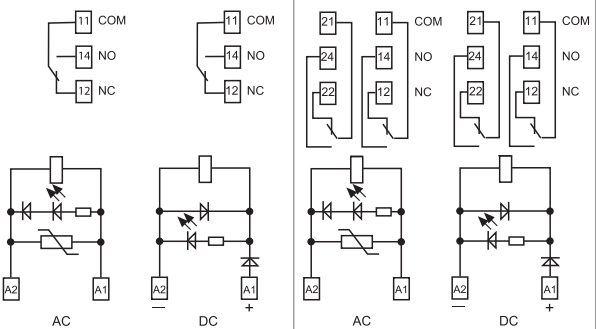 11 COM
14 NO
12 NC
11 COM
14 NO
12 NC
21 11 COM
24 14 NO
22 12 NC
21 11 COM
24 14 NO
22 12 NC
A2 A1
AC
A2 A1
— +
DC
A2 A1
AC
A2 A1
— +
DC